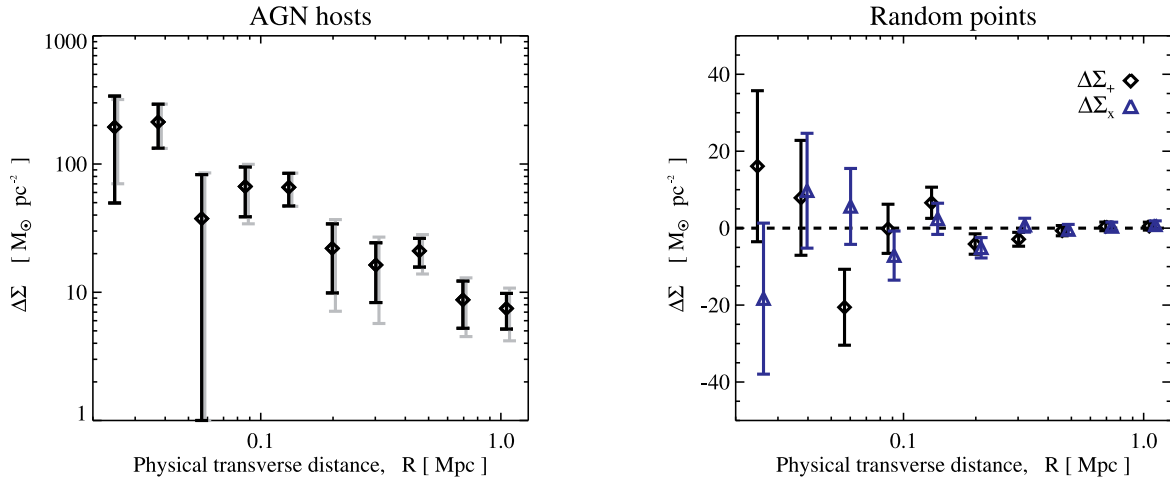 AGN hosts
1000
100
10
1
0.1
1.0
ΔΣ [ M⊙ pc⁻² ]
Physical transverse distance, R [ Mpc ]
Random points
40
20
0
-20
-40
0.1
1.0
ΔΣ [ M⊙ pc⁻² ]
Physical transverse distance, R [ Mpc ]
ΔΣ₊
ΔΣₓ